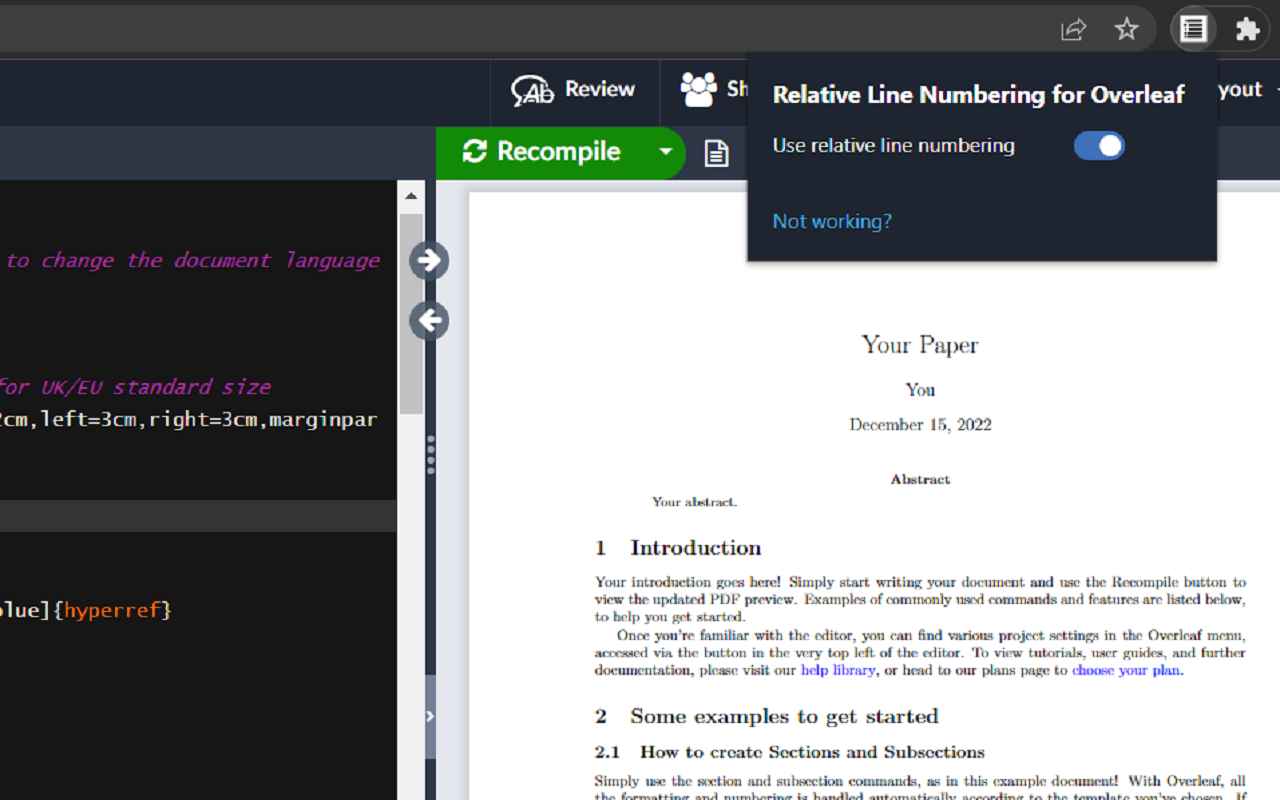 Review
Sh
yout
Relative Line Numbering for Overleaf
Use relative line numbering
Not working?
Recompile
to change the document language
for UK/EU standard size
2cm,left=3cm,right=3cm,marginpar
blue]{hyperref}
Your Paper
You
December 15, 2022
Abstract
Your abstract.
1 Introduction
Your introduction goes here! Simply start writing your document and use the Recompile button to
view the updated PDF preview. Examples of commonly used commands and features are listed below,
to help you get started.
Once you're familiar with the editor, you can find various project settings in the Overleaf menu,
accessed via the button in the very top left of the editor. To view tutorials, user guides, and further
documentation, please visit our help library, or head to our plans page to choose your plan.
2 Some examples to get started
2.1 How to create Sections and Subsections
Simply use the section and subsection commands, as in this example document! With Overleaf, all
the formatting and numbering is handled automatically according to the template you've chosen. If